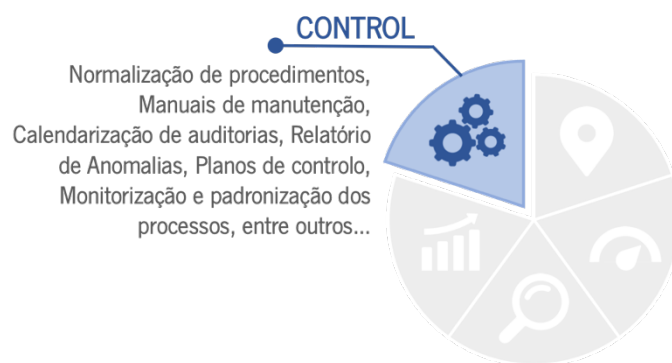 CONTROL
Normalização de procedimentos,
Manuais de manutenção,
Calendarização de auditorias, Relatório
de Anomalias, Planos de controlo,
Monitorização e padronização dos
processos, entre outros...